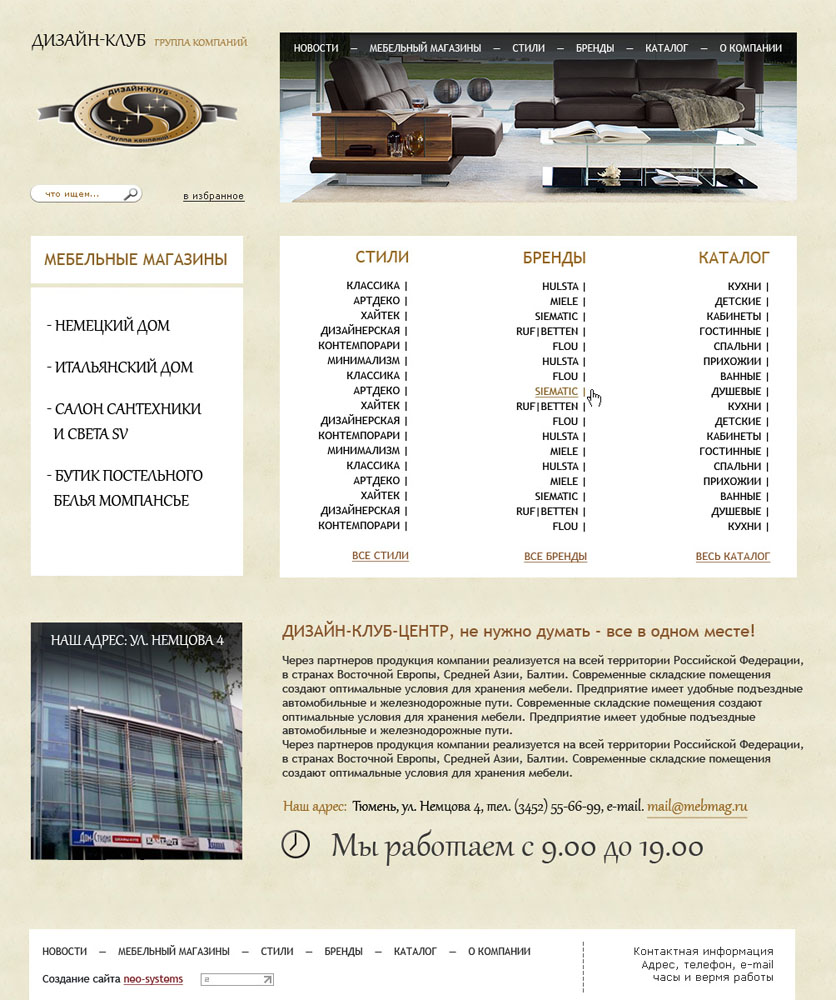 ДИЗАЙН-КЛУБ ГРУППА КОМПАНИЙ
ДИЗАЙН-КЛУБ
Группа компаний
что ищем...
в избранное
НОВОСТИ — МЕБЕЛЬНЫЙ МАГАЗИНЫ — СТИЛИ — БРЕНДЫ — КАТАЛОГ — О КОМПАНИИ
МЕБЕЛЬНЫЕ МАГАЗИНЫ
- НЕМЕЦКИЙ ДОМ
- ИТАЛЬЯНСКИЙ ДОМ
- САЛОН САНТЕХНИКИ
И СВЕТА SV
- БУТИК ПОСТЕЛЬНОГО
БЕЛЬЯ МОМПАНСЬЕ
СТИЛИ
КЛАССИКА |
АРТДЕКО |
ХАЙТЕК |
ДИЗАЙНЕРСКАЯ |
КОНТЕМПОРАРИ |
МИНИМАЛИЗМ |
КЛАССИКА |
АРТДЕКО |
ХАЙТЕК |
ДИЗАЙНЕРСКАЯ |
КОНТЕМПОРАРИ |
МИНИМАЛИЗМ |
КЛАССИКА |
АРТДЕКО |
ХАЙТЕК |
ДИЗАЙНЕРСКАЯ |
КОНТЕМПОРАРИ |
ВСЕ СТИЛИ
БРЕНДЫ
HULSTA |
MIELE |
SIEMATIC |
RUF|BETTEN |
FLOU |
HULSTA |
FLOU |
SIEMATIC |
RUF|BETTEN |
FLOU |
HULSTA |
MIELE |
HULSTA |
MIELE |
SIEMATIC |
RUF|BETTEN |
FLOU |
ВСЕ БРЕНДЫ
КАТАЛОГ
КУХНИ |
ДЕТСКИЕ |
КАБИНЕТЫ |
ГОСТИННЫЕ |
СПАЛЬНИ |
ПРИХОЖИИ |
ВАННЫЕ |
ДУШЕВЫЕ |
КУХНИ |
ДЕТСКИЕ |
КАБИНЕТЫ |
ГОСТИННЫЕ |
СПАЛЬНИ |
ПРИХОЖИИ |
ВАННЫЕ |
ДУШЕВЫЕ |
КУХНИ |
ВЕСЬ КАТАЛОГ
НАШ АДРЕС: УЛ. НЕМЦОВА 4
ДИЗАЙН-КЛУБ-ЦЕНТР, не нужно думать - все в одном месте!
Через партнеров продукция компании реализуется на всей территории Российской Федерации,
в странах Восточной Европы, Средней Азии, Балтии. Современные складские помещения
создают оптимальные условия для хранения мебели. Предприятие имеет удобные подъездные
автомобильные и железнодорожные пути. Современные складские помещения создают
оптимальные условия для хранения мебели. Предприятие имеет удобные подъездные
автомобильные и железнодорожные пути.
Через партнеров продукция компании реализуется на всей территории Российской Федерации,
в странах Восточной Европы, Средней Азии, Балтии. Современные складские помещения
создают оптимальные условия для хранения мебели.
Наш адрес: Тюмень, ул. Немцова 4, тел. (3452) 55-66-99, e-mail. mail@mebmag.ru
Мы работаем с 9.00 до 19.00
НОВОСТИ — МЕБЕЛЬНЫЙ МАГАЗИНЫ — СТИЛИ — БРЕНДЫ — КАТАЛОГ — О КОМПАНИИ
Создание сайта neo-systems
Контактная информация
Адрес, телефон, e-mail
часы и вермя работы